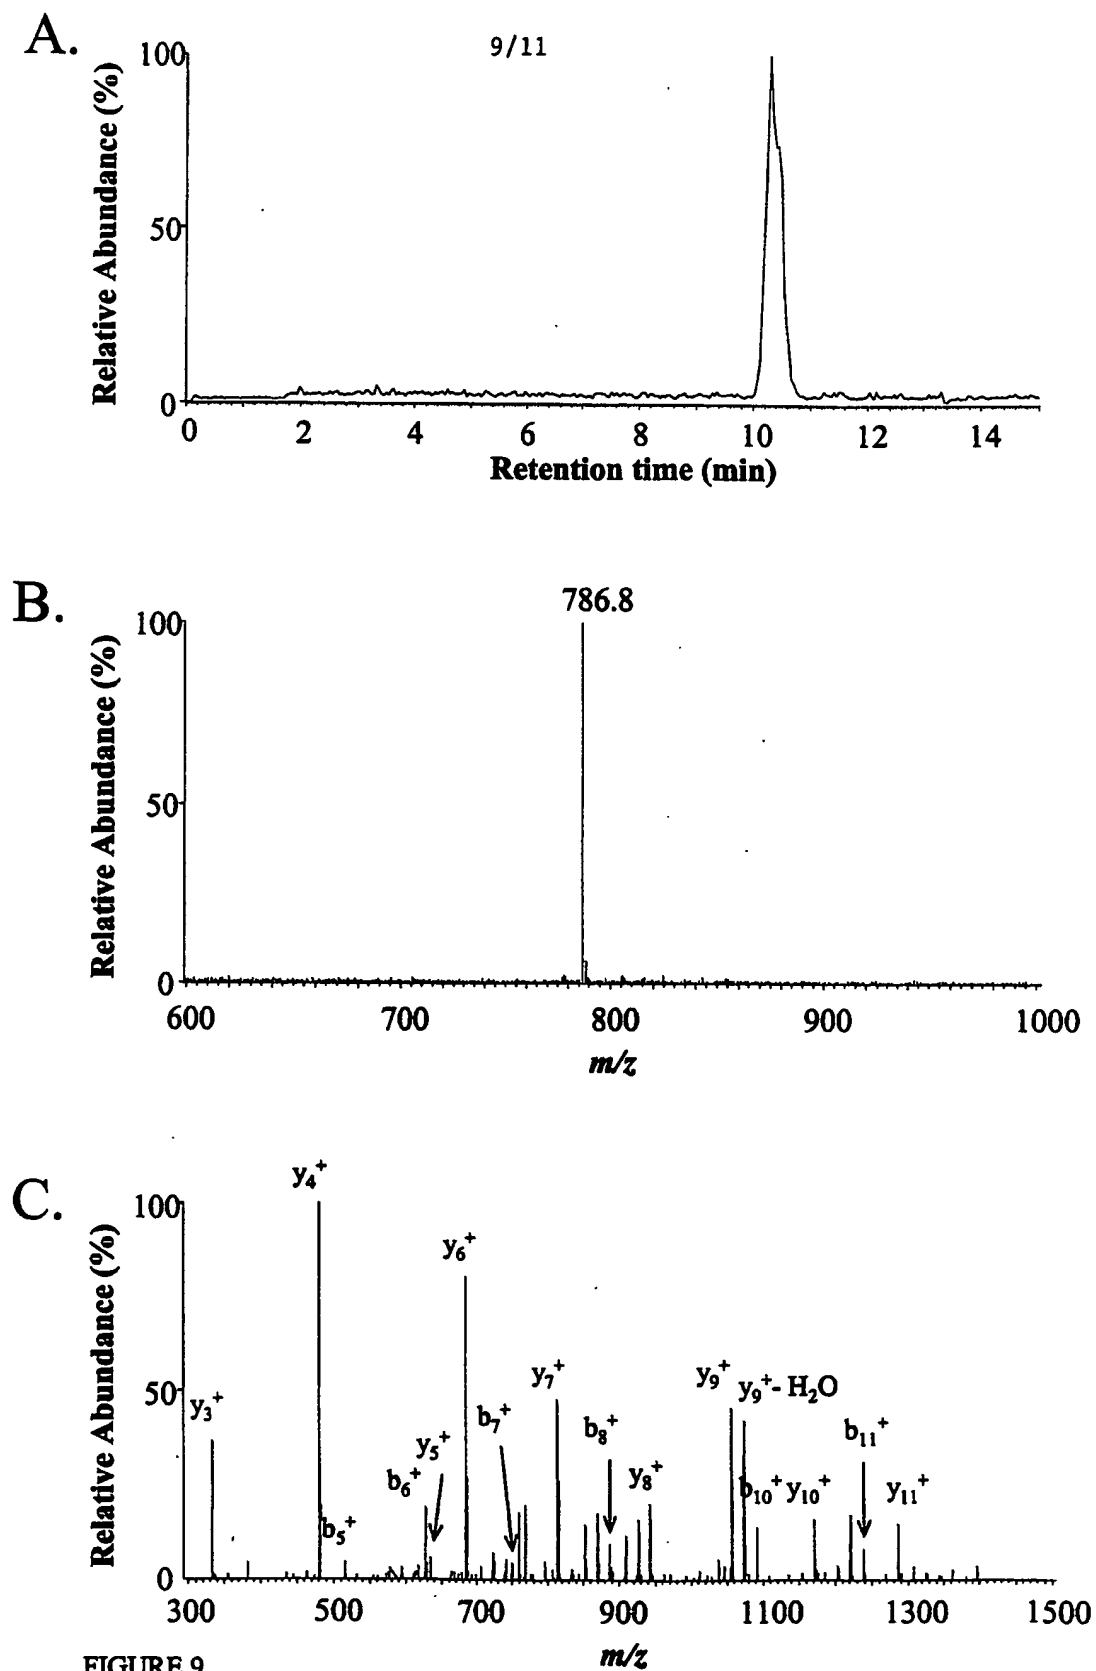 9/11
A.
100
50
0
Relative Abundance (%)
0 2 4 6 8 10 12 14
Retention time (min)
B.
786.8
100
50
0
Relative Abundance (%)
600 700 800 900 1000
m/z
C.
100
50
0
Relative Abundance (%)
y₃⁺
y₄⁺
b₅⁺
b₆⁺
y₅⁺
y₆⁺
b₇⁺
y₇⁺
b₈⁺
y₈⁺
y₉⁺
y₉⁺- H₂O
b₁₀⁺
y₁₀⁺
b₁₁⁺
y₁₁⁺
300 500 700 900 1100 1300 1500
m/z
FIGURE 9